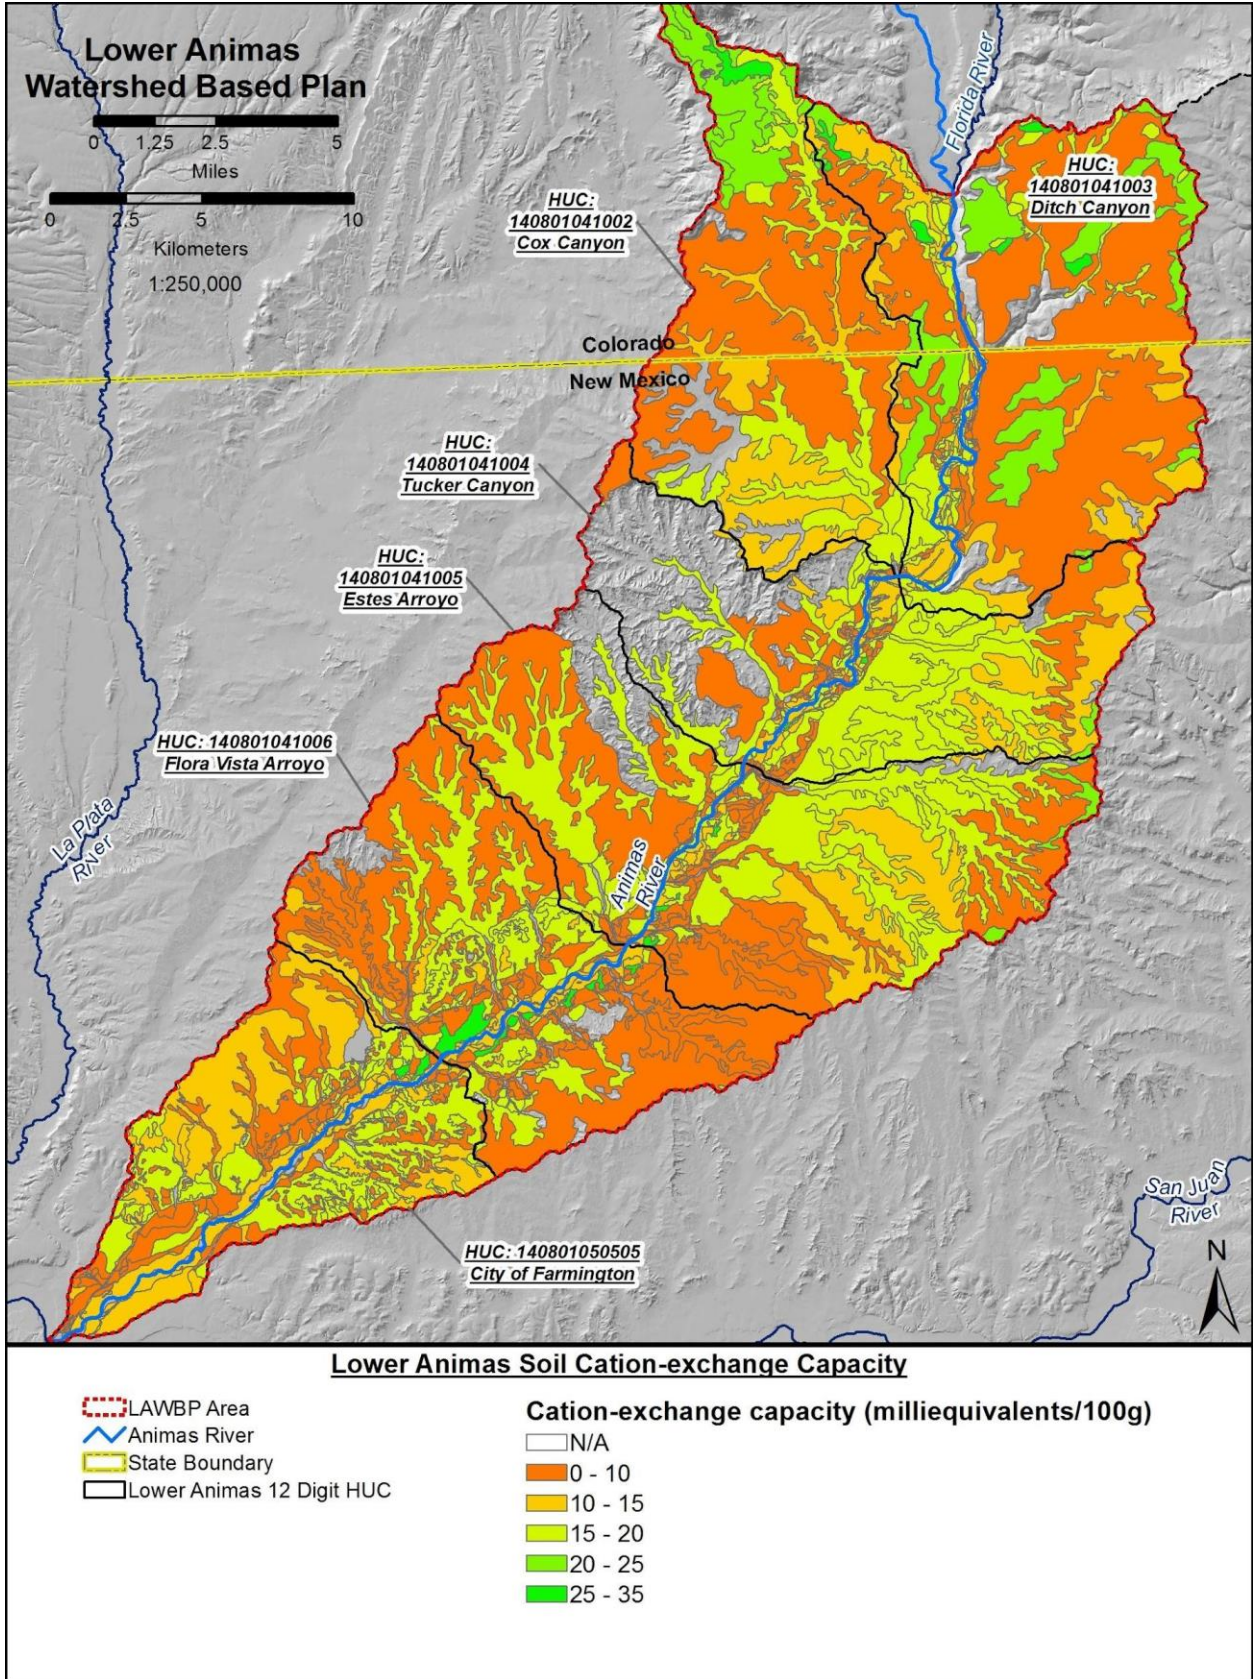 Lower Animas
Watershed Based Plan
0 1.25 2.5 5
Miles
0 2.5 5 10
Kilometers
1:250,000
Florida River
HUC:
140801041003
Ditch Canyon
HUC:
140801041002
Cox Canyon
Colorado
New Mexico
HUC:
140801041004
Tucker Canyon
HUC:
140801041005
Estes Arroyo
HUC: 140801041006
Flora Vista Arroyo
La Plata
River
Animas
River
San Juan
River
N
HUC: 140801050505
City of Farmington
Lower Animas Soil Cation-exchange Capacity
LAWBP Area
Animas River
State Boundary
Lower Animas 12 Digit HUC
Cation-exchange capacity (milliequivalents/100g)
N/A
0 - 10
10 - 15
15 - 20
20 - 25
25 - 35